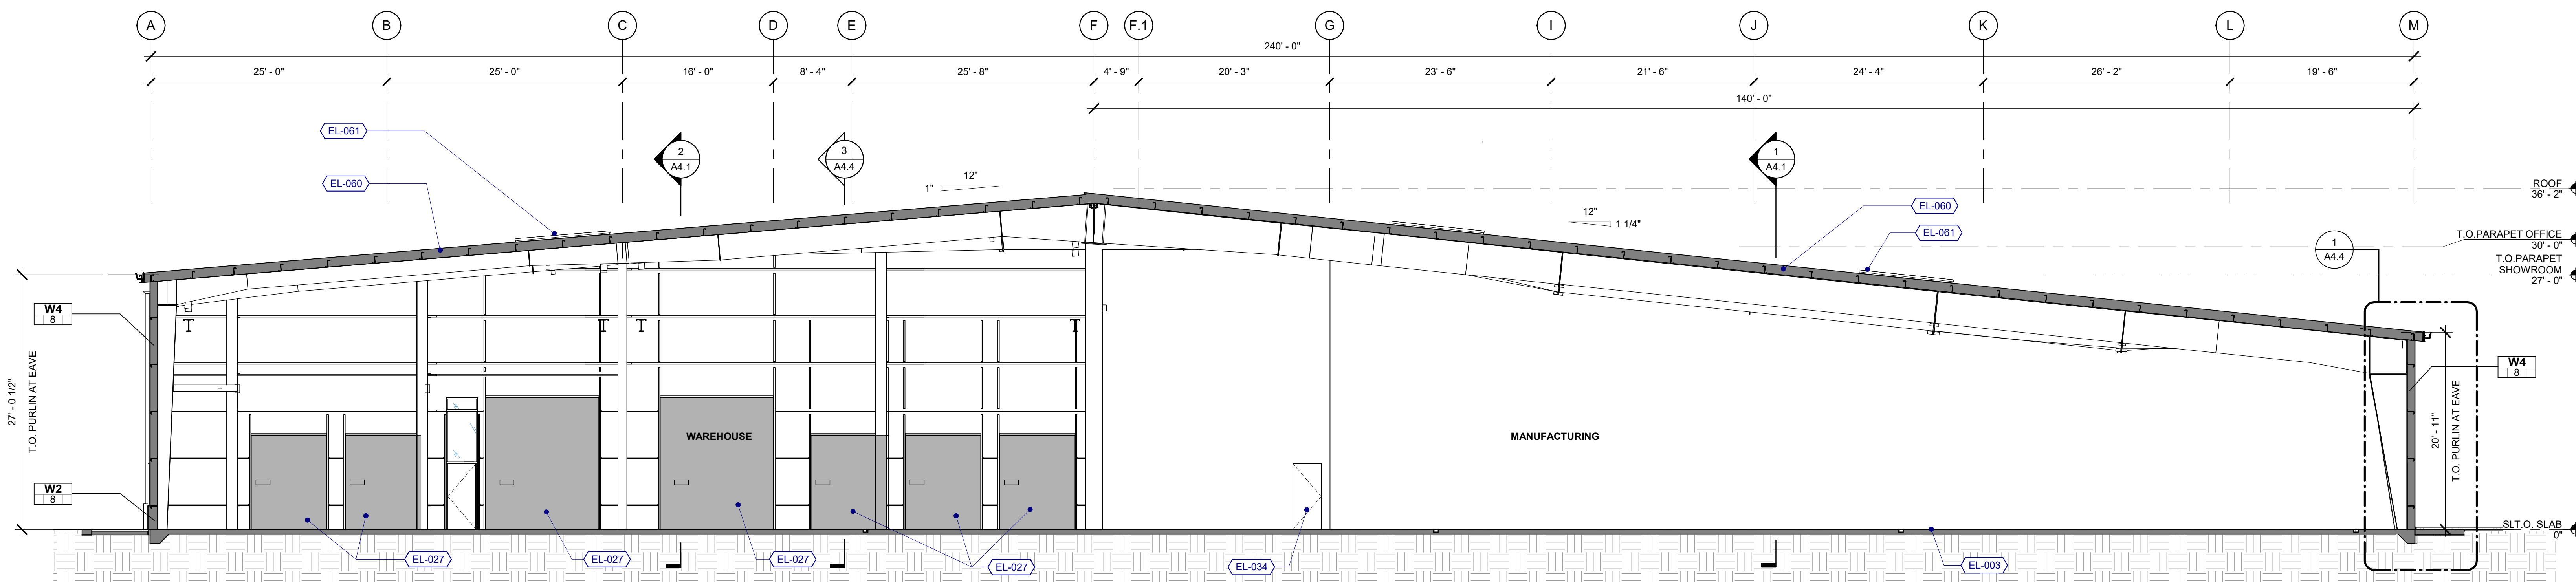 A B C D E F F.1 G I J K L M
240' - 0"
25' - 0" 25' - 0" 16' - 0" 8' - 4" 25' - 8" 4' - 9" 20' - 3" 23' - 6" 21' - 6" 24' - 4" 26' - 2" 19' - 6"
140' - 0"
EL-061
2
A4.1
3
A4.4
1
A4.1
EL-060
12"
1"
ROOF
36' - 2"
EL-060
12"
1 1/4"
EL-061
T.O.PARAPET OFFICE
30' - 0"
1
A4.4
T.O.PARAPET
SHOWROOM
27' - 0"
W4
8
W4
8
27' - 0 1/2"
T.O. PURLIN AT EAVE
WAREHOUSE
MANUFACTURING
20' - 11"
T.O. PURLIN AT EAVE
W2
8
SLT.O. SLAB
0"
EL-027 EL-027 EL-027 EL-027 EL-034 EL-003